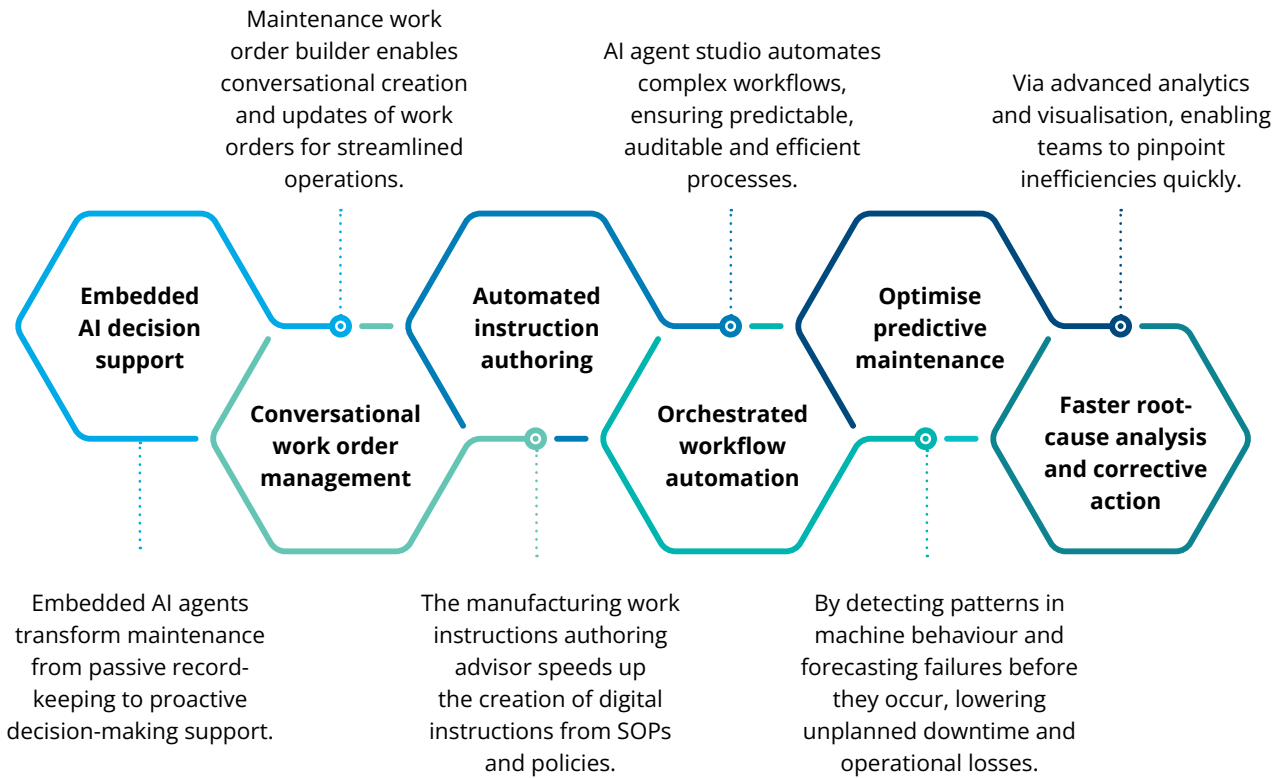 Maintenance work
order builder enables
conversational creation
and updates of work
orders for streamlined
operations.
AI agent studio automates
complex workflows,
ensuring predictable,
auditable and efficient
processes.
Via advanced analytics
and visualisation, enabling
teams to pinpoint
inefficiencies quickly.
Embedded
AI decision
support
Conversational
work order
management
Automated
instruction
authoring
Orchestrated
workflow
automation
Optimise
predictive
maintenance
Faster root-
cause analysis
and corrective
action
Embedded AI agents
transform maintenance
from passive record-
keeping to proactive
decision-making support.
The manufacturing work
instructions authoring
advisor speeds up
the creation of digital
instructions from SOPs
and policies.
By detecting patterns in
machine behaviour and
forecasting failures before
they occur, lowering
unplanned downtime and
operational losses.